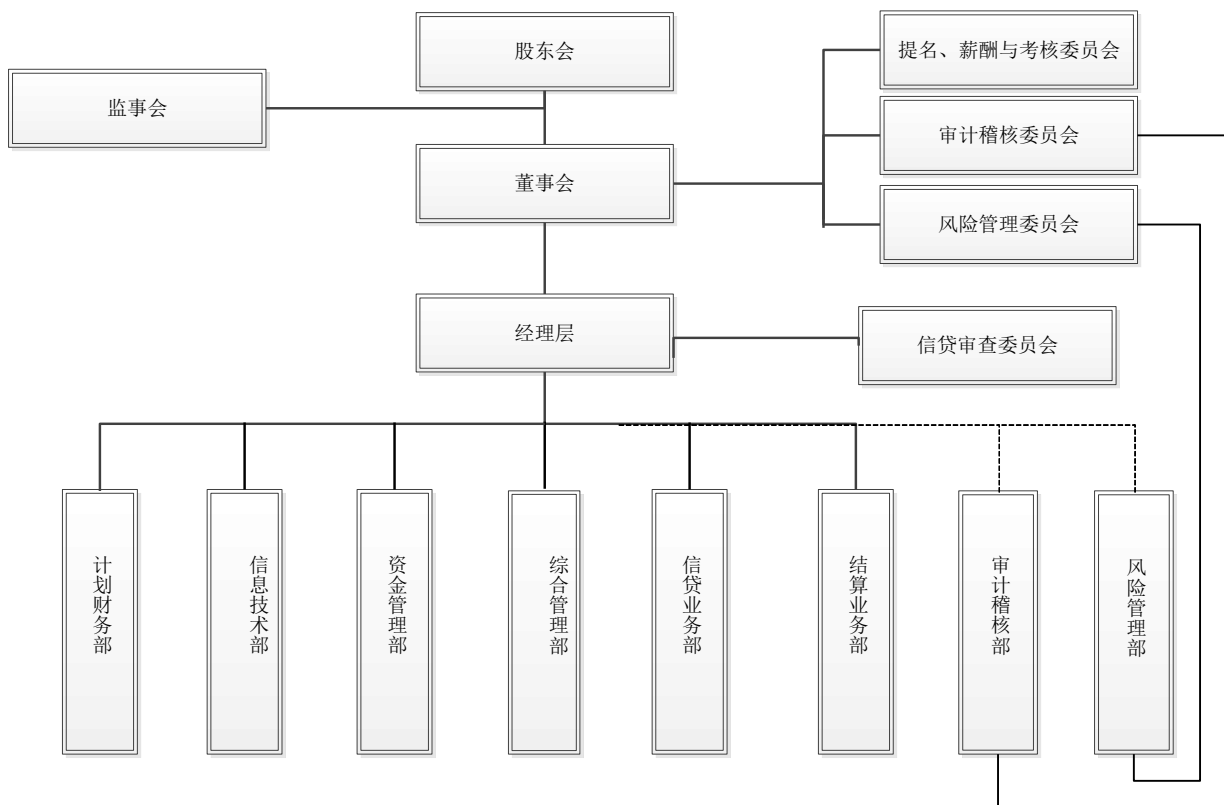 股东会
提名、薪酬与考核委员会
监事会
审计稽核委员会
董事会
风险管理委员会
经理层
信贷审查委员会
计划财务部
信息技术部
资金管理部
综合管理部
信贷业务部
结算业务部
审计稽核部
风险管理部